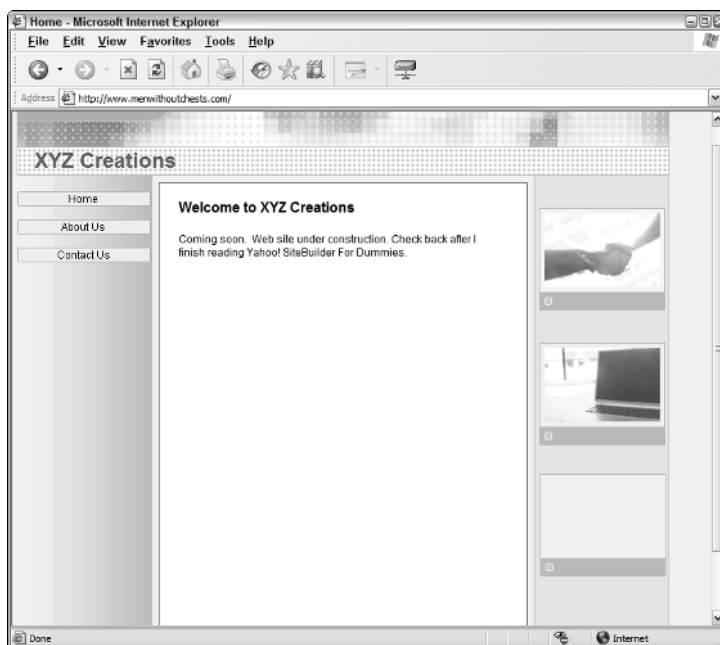 Home - Microsoft Internet Explorer
File Edit View Favorites Tools Help
Address http://www.menwithoutchests.com/
XYZ Creations
Home
About Us
Contact Us
Welcome to XYZ Creations
Coming soon. Web site under construction. Check back after I
finish reading Yahoo! SiteBuilder For Dummies.
Done
Internet